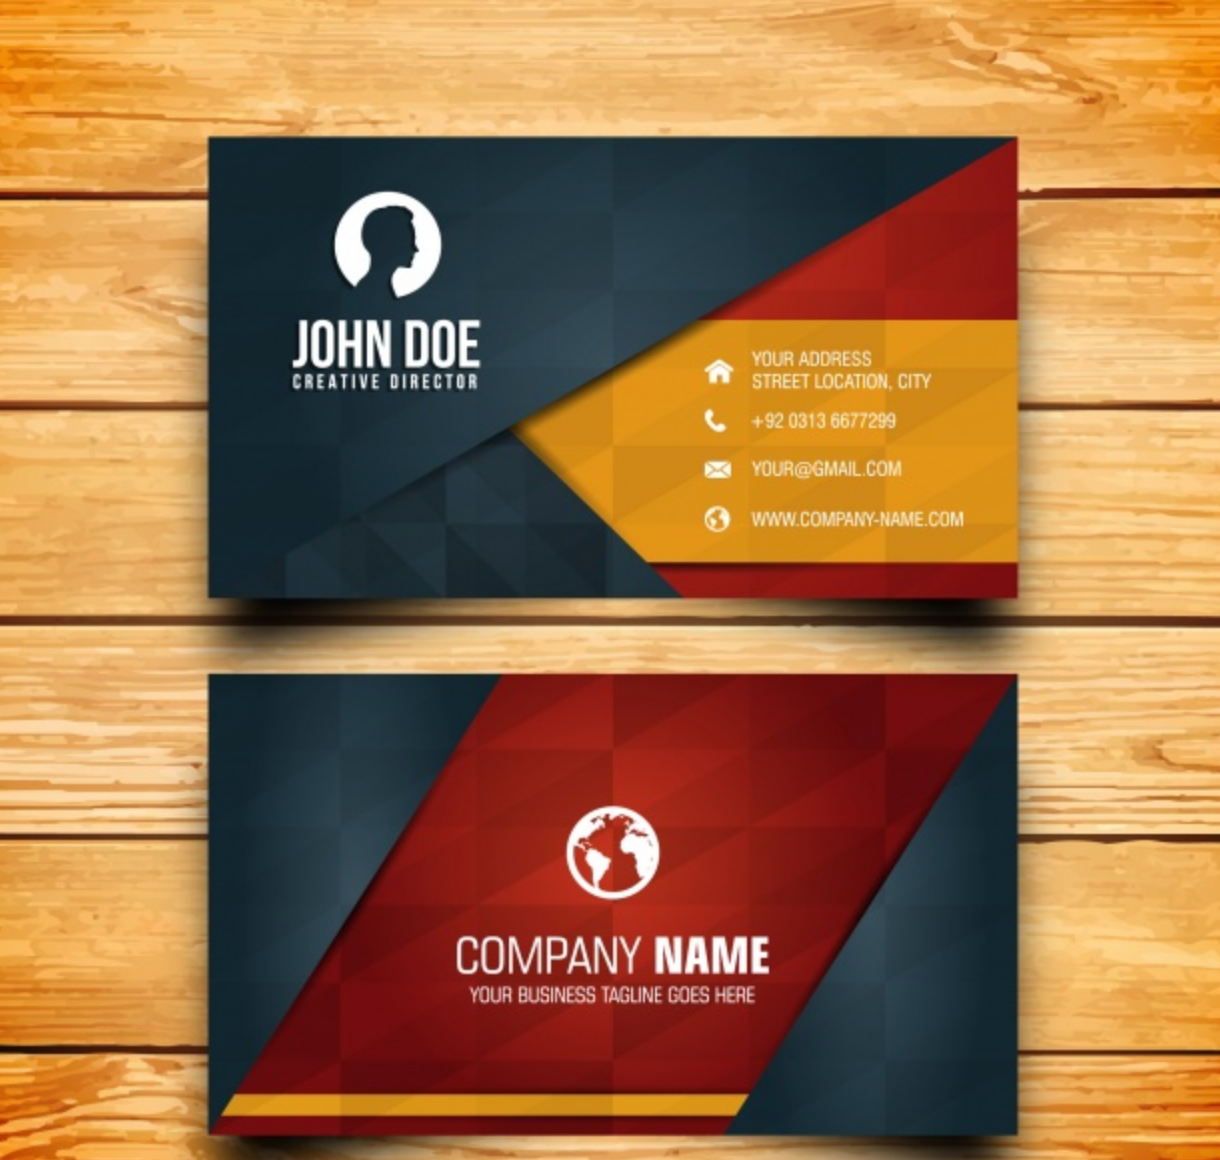 JOHN DOE
CREATIVE DIRECTOR
YOUR ADDRESS
STREET LOCATION, CITY
+92 0313 6677299
YOUR@GMAIL.COM
WWW.COMPANY-NAME.COM
COMPANY NAME
YOUR BUSINESS TAGLINE GOES HERE